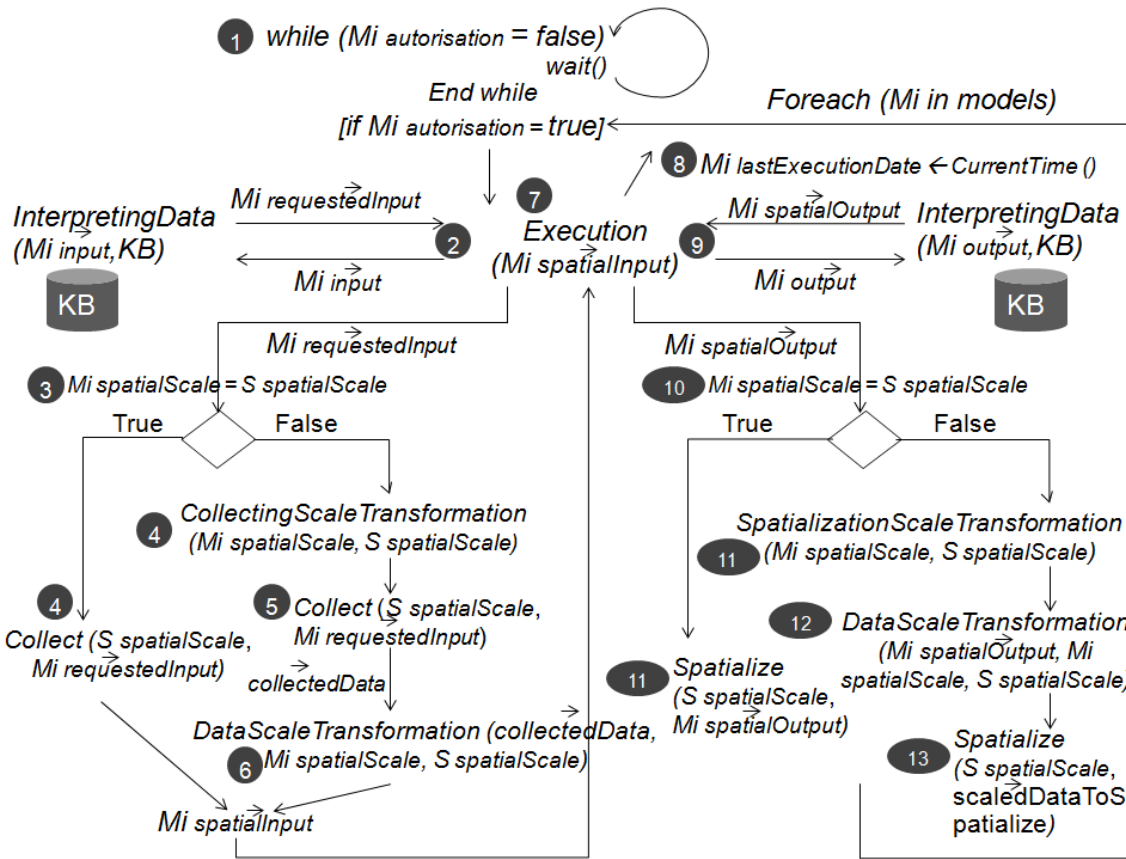 1 while (Mi autorisation = false)
wait()
End while
[if Mi autorisation = true]
Foreach (Mi in models)
8 Mi lastExecutionDate ← CurrentTime ()
Mi requestedInput
InterpretingData
(Mi input,KB)
2
Mi input
KB
7
Execution
(Mi spatialInput)
Mi spatialOutput
9
InterpretingData
(Mi output,KB)
Mi output
KB
Mi requestedInput
3 Mi spatialScale = S spatialScale
True
False
4 CollectingScaleTransformation
(Mi spatialScale, S spatialScale)
4
Collect (S spatialScale,
Mi requestedInput)
5 Collect (S spatialScale,
Mi requestedInput)
collectedData
DataScaleTransformation (collectedData,
6 Mi spatialScale, S spatialScale)
Mi spatialInput
Mi spatialOutput
10 Mi spatialScale = S spatialScale
True
False
SpatializationScaleTransformation
11 (Mi spatialScale, S spatialScale)
12 DataScaleTransformation
(Mi spatialOutput, Mi
spatialScale, S spatialScale)
11 Spatialize
(S spatialScale,
Mi spatialOutput)
13 Spatialize
(S spatialScale,
scaledDataToS
patialize)